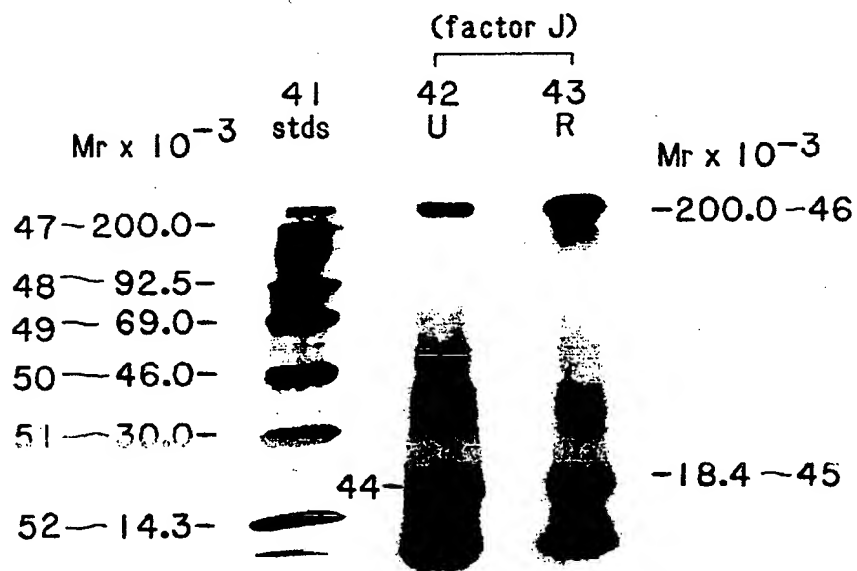 (factor J)
41 42 43
stds U R
Mr x 10-3 Mr x 10-3
47~200.0- -200.0~46
48~92.5-
49~69.0-
50~46.0-
51~30.0-
44- -18.4~45
52~14.3-